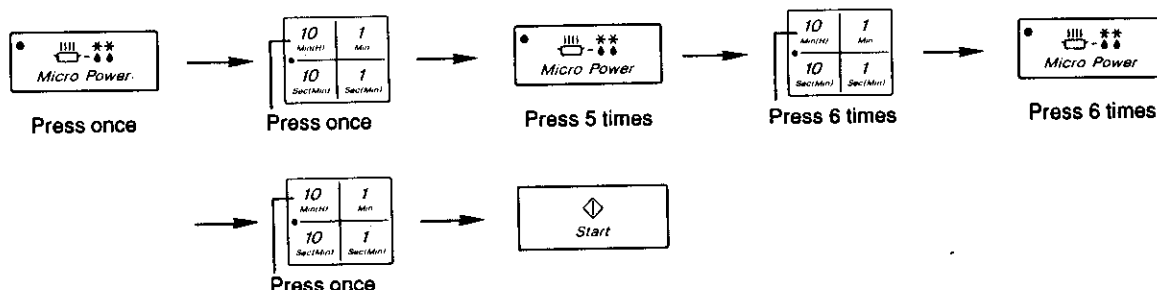 10 1
Min(H) Min
10 1
Sec(Min) Sec(Min)
Micro Power
Press once
Press once
Micro Power
Press 5 times
10 1
Min(H) Min
10 1
Sec(Min) Sec(Min)
Press 6 times
Micro Power
Press 6 times
10 1
Min(H) Min
10 1
Sec(Min) Sec(Min)
Press once
Start